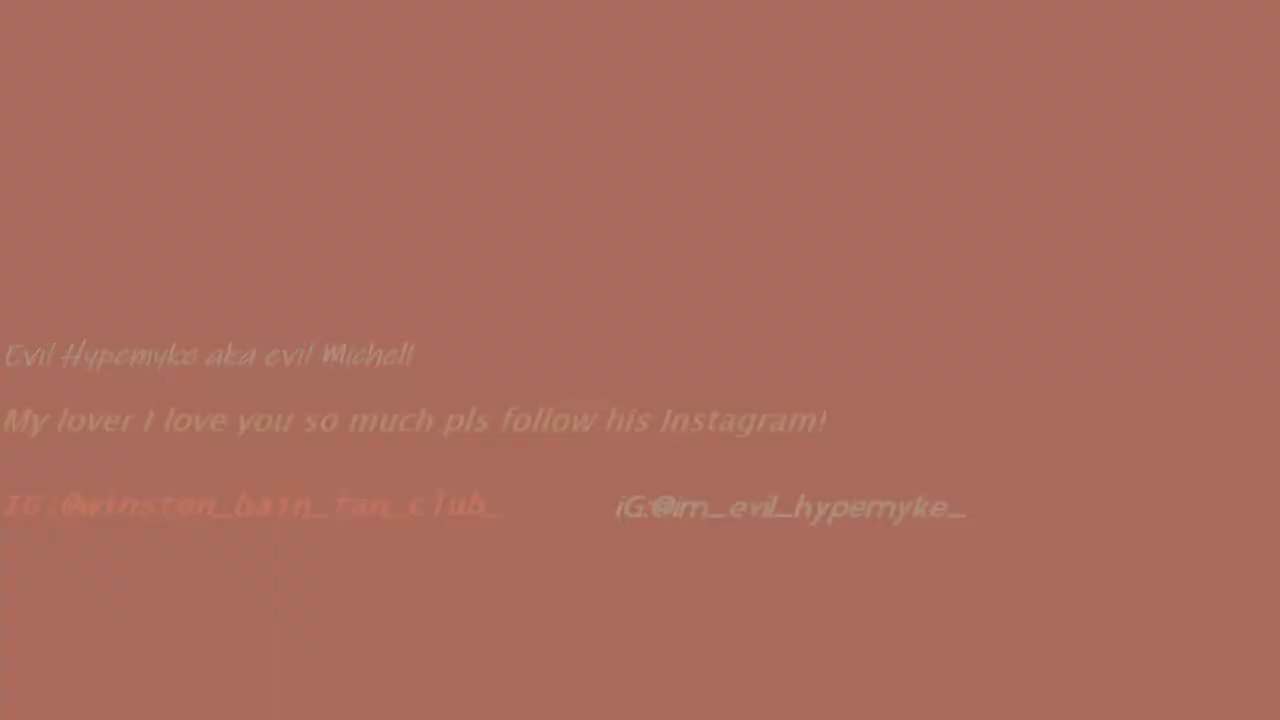 Evil Hypemyke aka evil Michell
My lover I love you so much pls follow his Instagram!
IG:@winston_bain_fan_club_ iG:@im_evil_hypemyke_